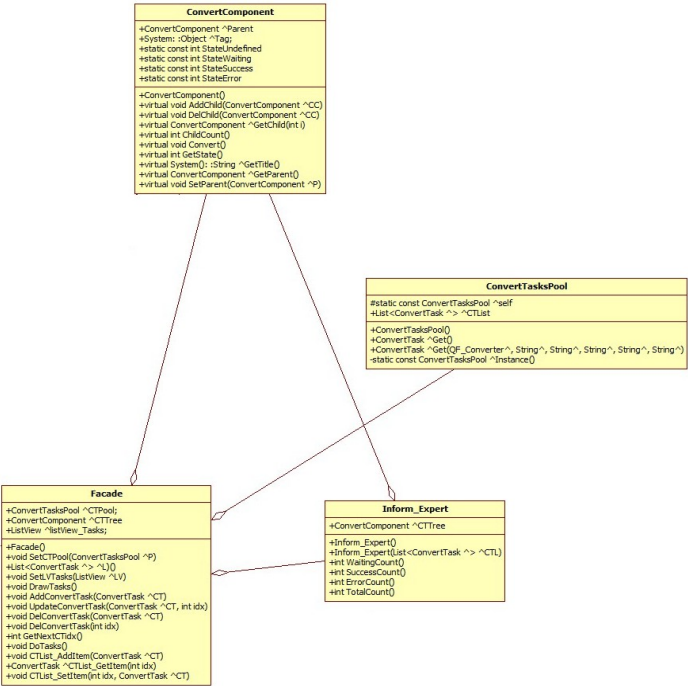 ConvertComponent
+ConvertComponent ^Parent
+System: :Object ^Tag;
+static const int StateUndefined
+static const int StateWaiting
+static const int StateSuccess
+static const int StateError
+ConvertComponent()
+virtual void AddChild(ConvertComponent ^CC)
+virtual void DelChild(ConvertComponent ^CC)
+virtual ConvertComponent ^GetChild(int i)
+virtual int ChildCount()
+virtual void Convert()
+virtual int GetState()
+virtual System(): :String ^GetTitle()
+virtual ConvertComponent ^GetParent()
+virtual void SetParent(ConvertComponent ^P)
ConvertTasksPool
#static const ConvertTasksPool ^self
+List<ConvertTask ^> ^CTList
+ConvertTasksPool()
+ConvertTask ^Get()
+ConvertTask ^Get(QF_Converter^, String^, String^, String^, String^, String^)
-static const ConvertTasksPool ^Instance()
Facade
+ConvertTasksPool ^CTPool;
+ConvertComponent ^CTTree
+ListView ^listView_Tasks;
+Facade()
+void SetCTPool(ConvertTasksPool ^P)
+List<ConvertTask ^> ^L)()
+void SetLVTasks(ListView ^LV)
+void DrawTasks()
+void AddConvertTask(ConvertTask ^CT)
+void UpdateConvertTask(ConvertTask ^CT, int idx)
+void DelConvertTask(ConvertTask ^CT)
+void DelConvertTask(int idx)
+int GetNextCTidx()
+void DoTasks()
+void CTList_AddItem(ConvertTask ^CT)
+ConvertTask ^CTList_GetItem(int idx)
+void CTList_SetItem(int idx, ConvertTask ^CT)
Inform_Expert
+ConvertComponent ^CTTree
+Inform_Expert()
+Inform_Expert(List<ConvertTask ^> ^CTL)
+int WaitingCount()
+int SuccessCount()
+int ErrorCount()
+int TotalCount()